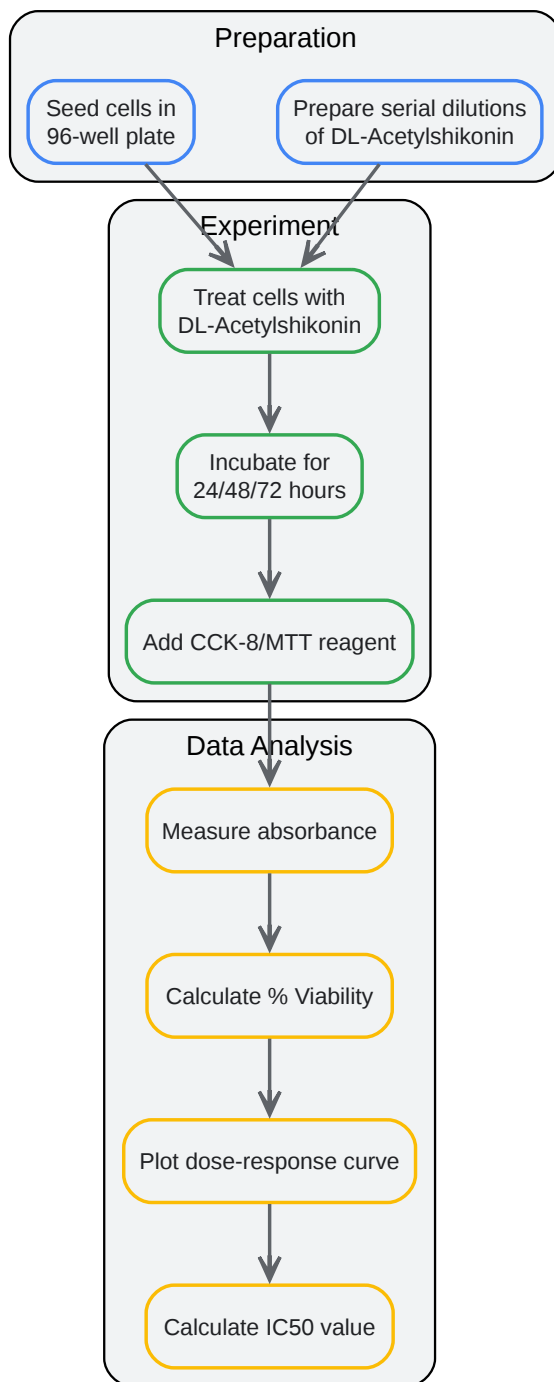 Preparation
Seed cells in
96-well plate
Prepare serial dilutions
of DL-Acetylshikonin
Experiment
Treat cells with
DL-Acetylshikonin
Incubate for
24/48/72 hours
Add CCK-8/MTT reagent
Data Analysis
Measure absorbance
Calculate % Viability
Plot dose-response curve
Calculate IC50 value